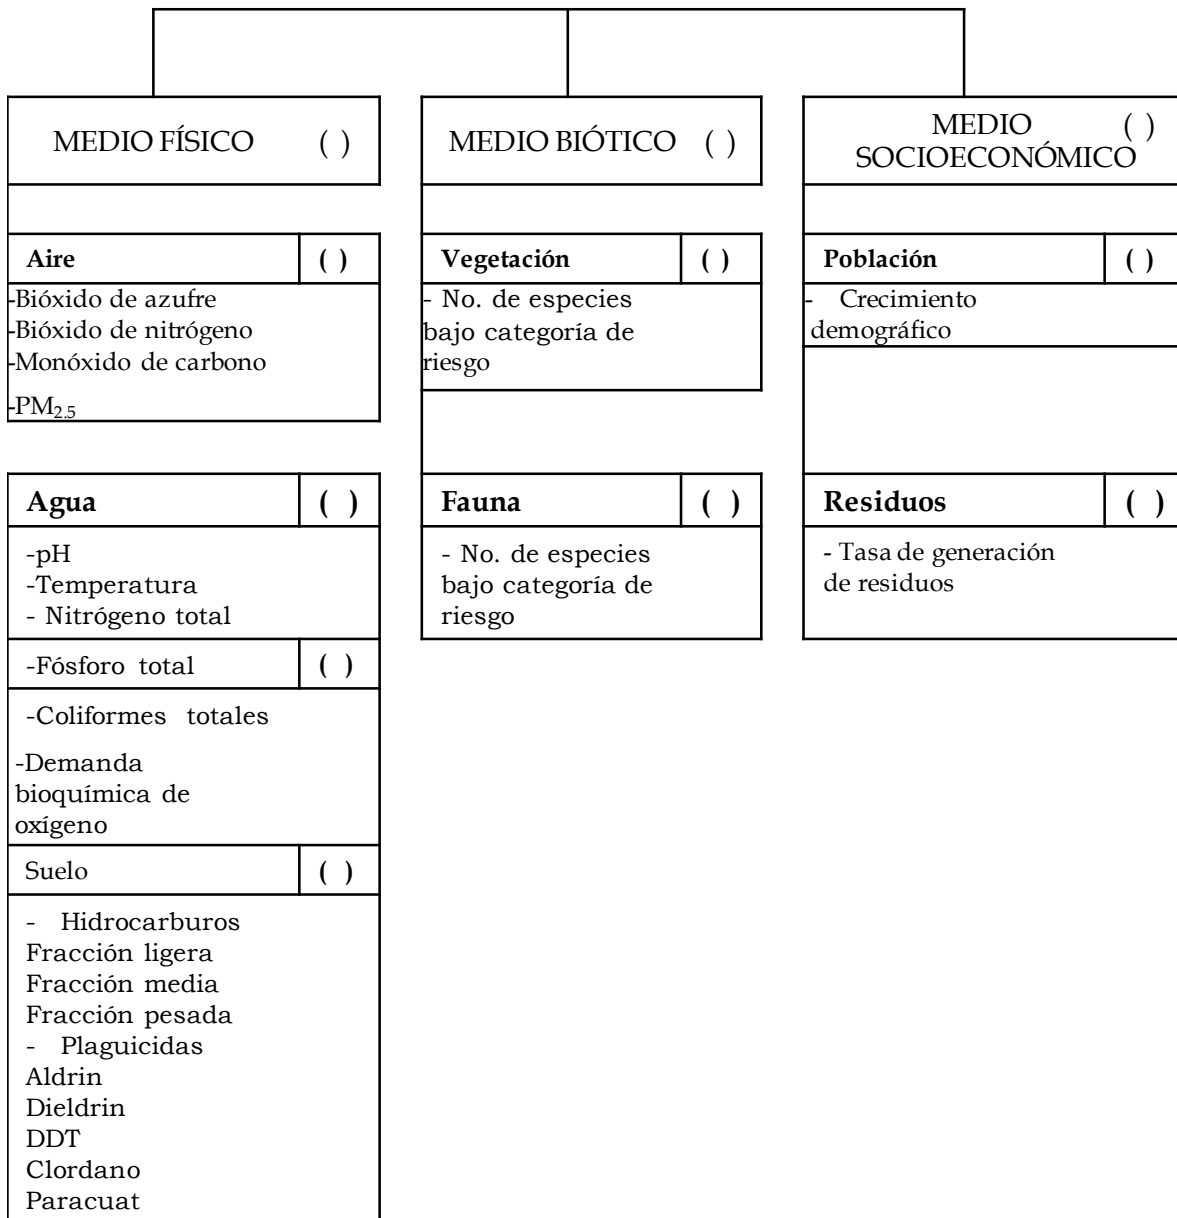 MEDIO FÍSICO ( )
Aire ( )
-Bióxido de azufre
-Bióxido de nitrógeno
-Monóxido de carbono
-PM2.5
Agua ( )
-pH
-Temperatura
- Nitrógeno total
-Fósforo total ( )
-Coliformes totales
-Demanda
bioquímica de
oxígeno
Suelo ( )
- Hidrocarburos
Fracción ligera
Fracción media
Fracción pesada
- Plaguicidas
Aldrin
Dieldrin
DDT
Clordano
Paracuat
MEDIO BIÓTICO ( )
Vegetación ( )
- No. de especies
bajo categoría de
riesgo
Fauna ( )
- No. de especies
bajo categoría de
riesgo
MEDIO ( )
SOCIOECONÓMICO
Población ( )
- Crecimiento
demográfico
Residuos ( )
- Tasa de generación
de residuos